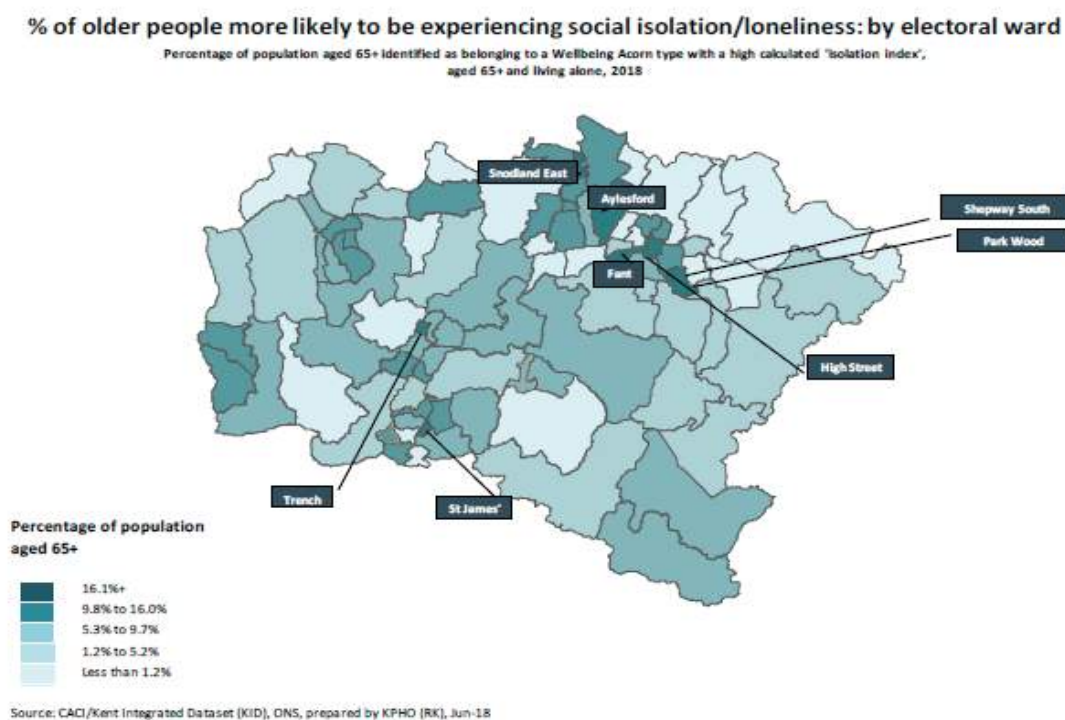 % of older people more likely to be experiencing social isolation/loneliness: by electoral ward
Percentage of population aged 65+ identified as belonging to a Wellbeing Acorn type with a high calculated 'isolation index',
aged 65+ and living alone, 2018
Snodland East
Aylesford
Shepway South
Park Wood
Fant
High Street
Trench
St James'
Percentage of population
aged 65+
16.1%+
9.8% to 16.0%
5.3% to 9.7%
1.2% to 5.2%
Less than 1.2%
Source: CACI/Kent Integrated Dataset (KID), ONS, prepared by KPHO (RK), Jun-18